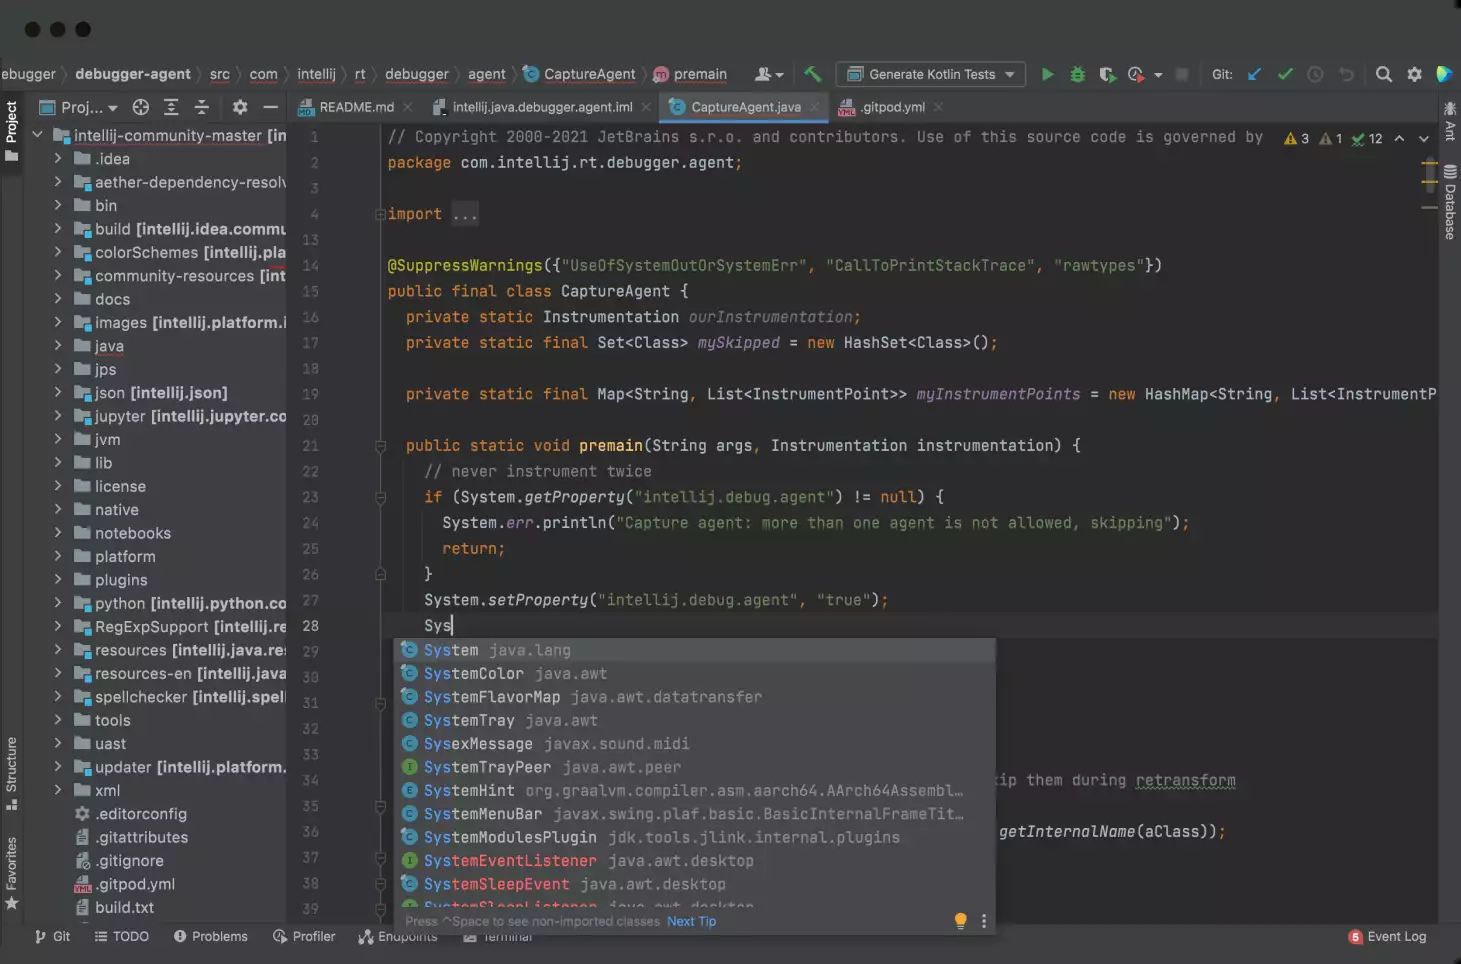 ebugger debugger-agent src com intellij rt debugger agent CaptureAgent premain Generate Kotlin Tests Git:
Project
Proj...
README.md intellij.java.debugger.agent.iml CaptureAgent.java .gitpod.yml
Ant
Database
intellij-community-master [in
.idea
aether-dependency-resolv
bin
build [intellij.idea.commu
colorSchemes [intellij.pla
community-resources [int
docs
images [intellij.platform.i
java
jps
json [intellij.json]
jupyter [intellij.jupyter.co
jvm
lib
license
native
notebooks
platform
plugins
python [intellij.python.co
RegExpSupport [intellij.re
resources [intellij.java.res
resources-en [intellij.java
spellchecker [intellij.spel
tools
uast
updater [intellij.platform.
xml
.editorconfig
.gitattributes
.gitignore
.gitpod.yml
build.txt
Structure
Favorites
1 // Copyright 2000-2021 JetBrains s.r.o. and contributors. Use of this source code is governed by 3 1 12
2 package com.intellij.rt.debugger.agent;
3
4 import ...
13
14 @SuppressWarnings({"UseOfSystemOutOrSystemErr", "CallToPrintStackTrace", "rawtypes"})
15 public final class CaptureAgent {
16 private static Instrumentation ourInstrumentation;
17 private static final Set<Class> mySkipped = new HashSet<Class>();
18
19 private static final Map<String, List<InstrumentPoint>> myInstrumentPoints = new HashMap<String, List<InstrumentP
20
21 public static void premain(String args, Instrumentation instrumentation) {
22 // never instrument twice
23 if (System.getProperty("intellij.debug.agent") != null) {
24 System.err.println("Capture agent: more than one agent is not allowed, skipping");
25 return;
26 }
27 System.setProperty("intellij.debug.agent", "true");
28 Sys
29
30
31
32
33
34 ip them during retransform
35
36 getInternalName(aClass));
37
38
39
System java.lang
SystemColor java.awt
SystemFlavorMap java.awt.datatransfer
SystemTray java.awt
SysexMessage javax.sound.midi
SystemTrayPeer java.awt.peer
SystemHint org.graalvm.compiler.asm.aarch64.AArch64Assembl...
SystemMenuBar javax.swing.plaf.basic.BasicInternalFrameTit...
SystemModulesPlugin jdk.tools.jlink.internal.plugins
SystemEventListener java.awt.desktop
SystemSleepEvent java.awt.desktop
SystemSleepListener java.awt.desktop
Press ^Space to see non-imported classes Next Tip
Git TODO Problems Profiler Endpoints Terminal 5 Event Log